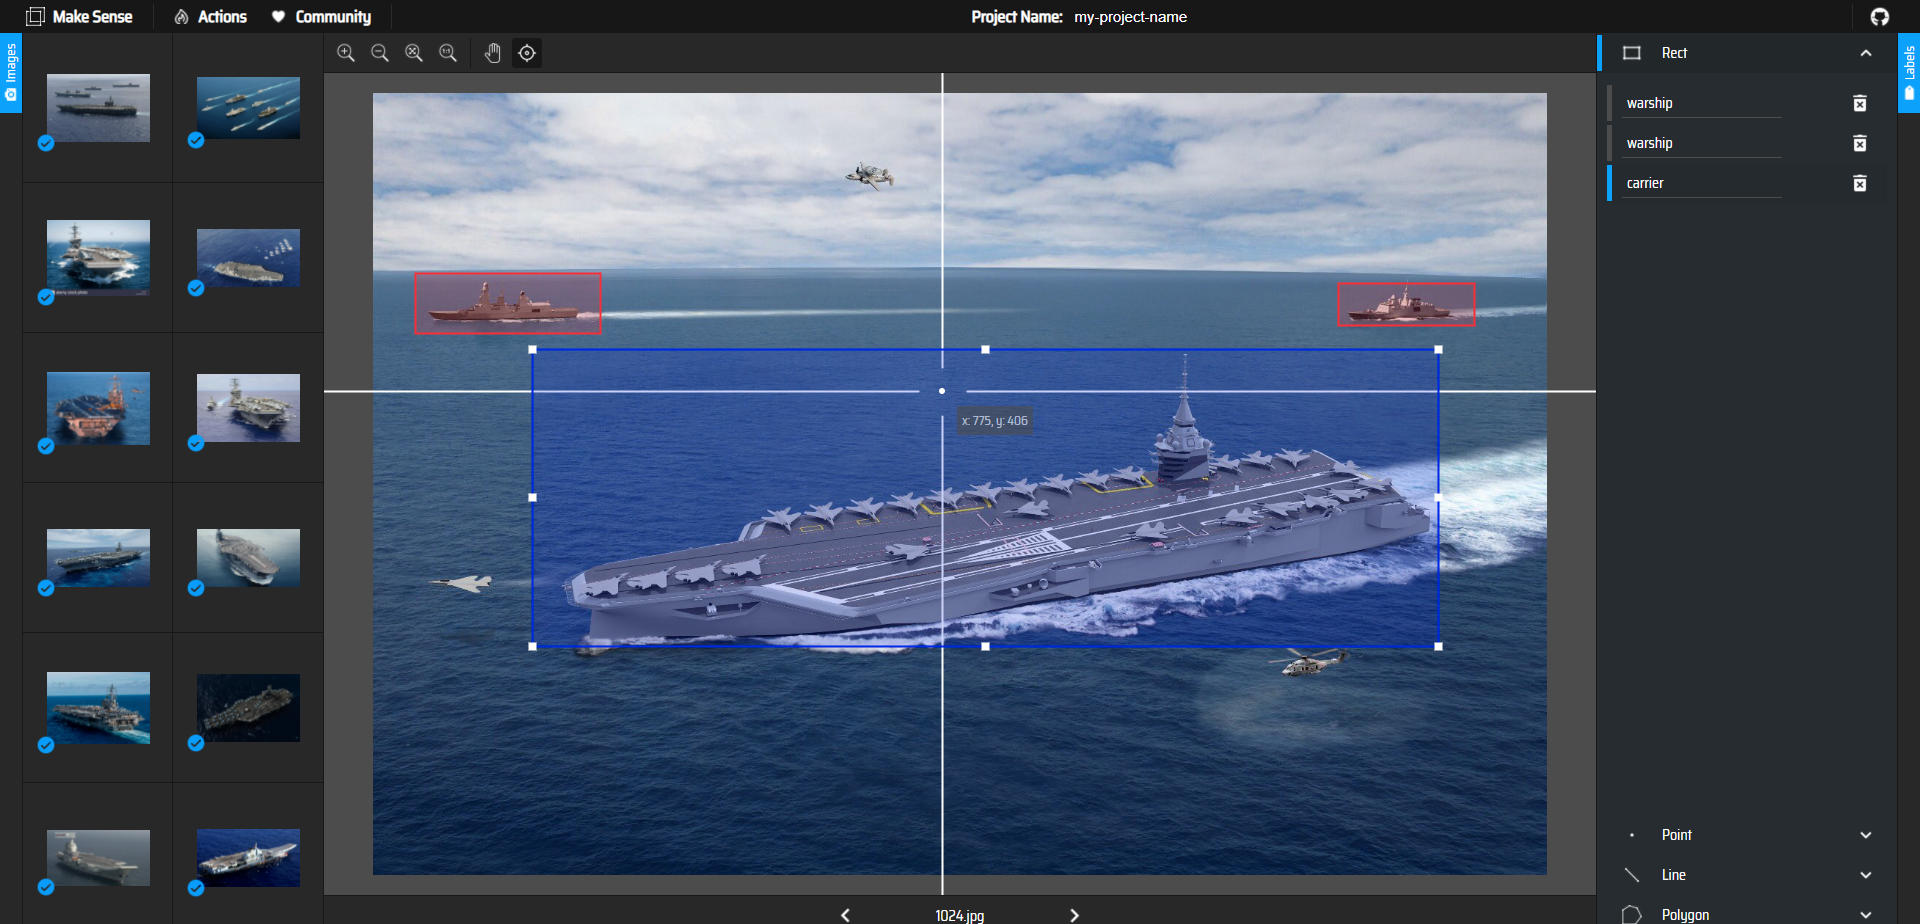 Make Sense
Actions
Community
Project Name: my-project-name
Images
Labels
Rect
warship
warship
carrier
x: 775, y: 406
Point
Line
Polygon
1024.jpg